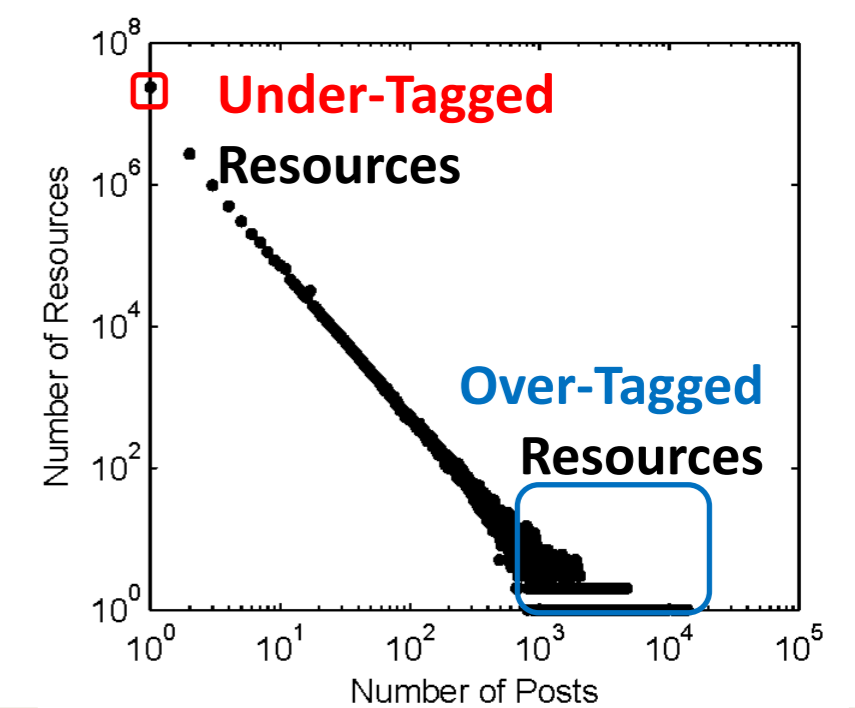 10^8
Under-Tagged
Resources
10^6
10^4
Over-Tagged
Resources
10^2
10^0
10^0 10^1 10^2 10^3 10^4 10^5
Number of Posts
Number of Resources